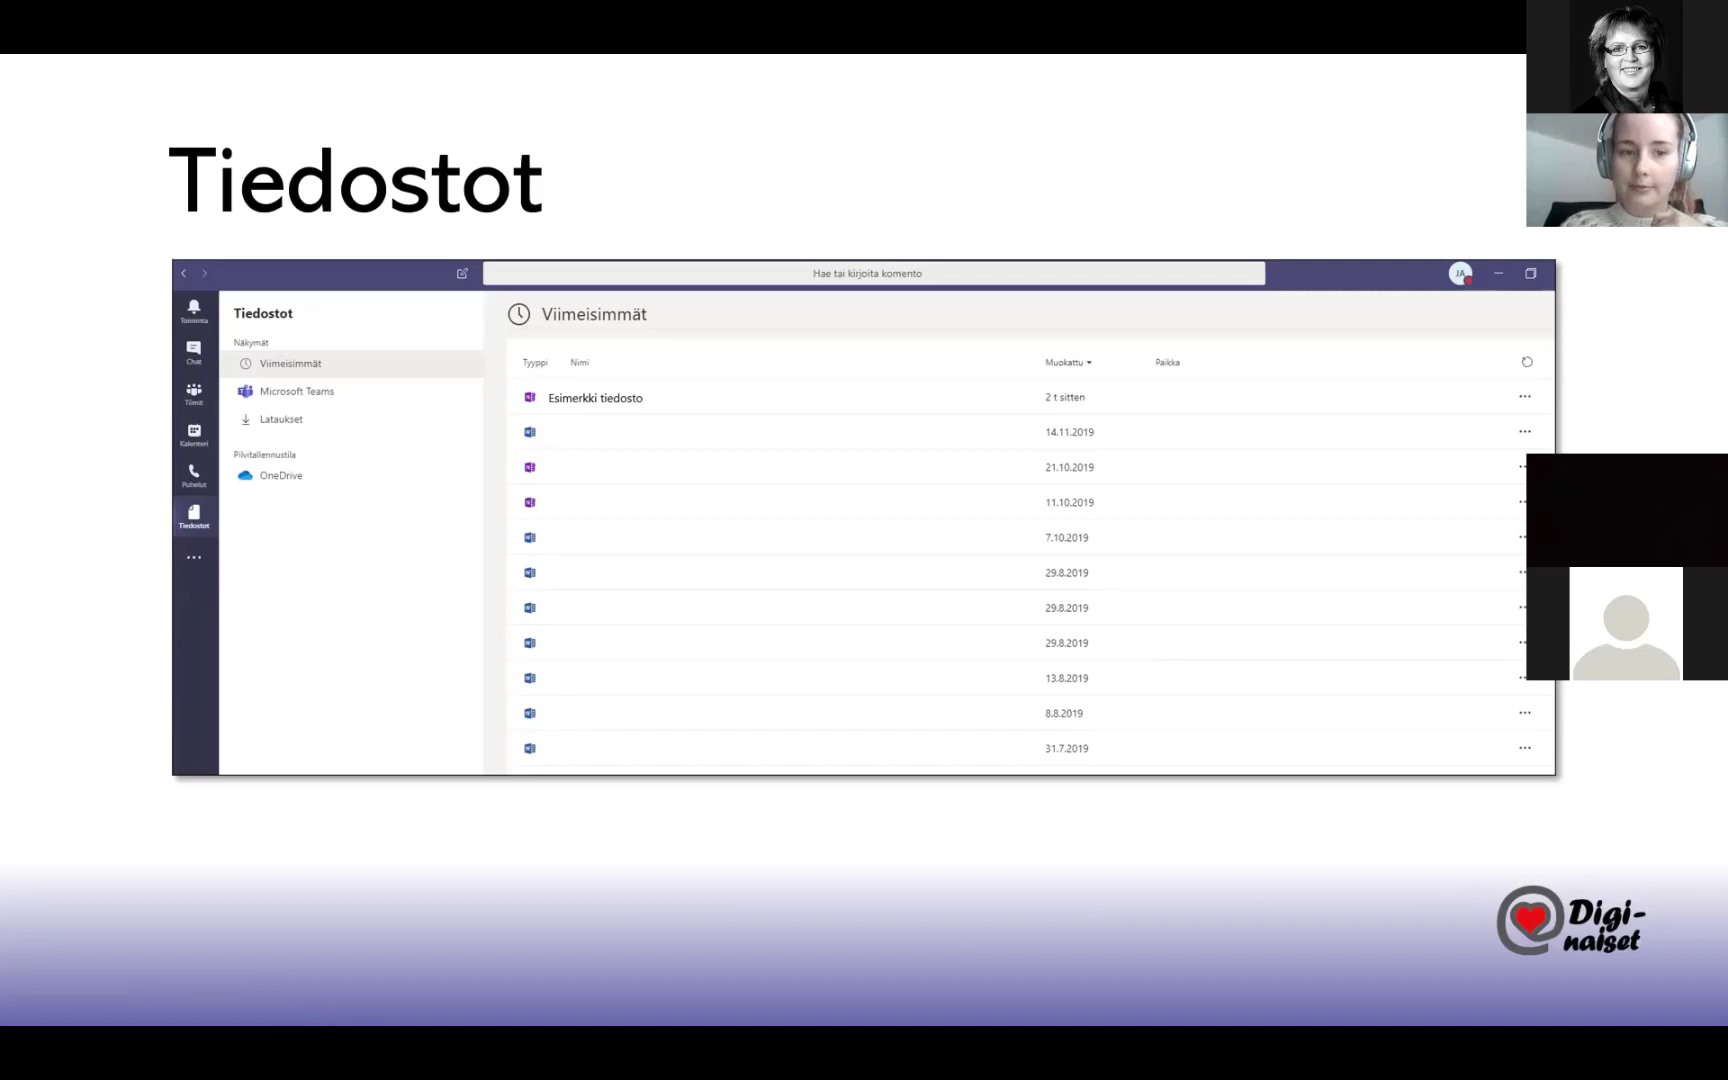 Tiedostot
Hae tai kirjoita komento
JA
Toiminta
Chat
Tiimit
Kalenteri
Puhelut
Tiedostot
Tiedostot
Näkymät
Viimeisimmät
Microsoft Teams
Lataukset
Pilvitallennustila
OneDrive
Viimeisimmät
Tyyppi Nimi Muokattu Paikka
Esimerkki tiedosto 2 t sitten
14.11.2019
21.10.2019
11.10.2019
7.10.2019
29.8.2019
29.8.2019
29.8.2019
13.8.2019
8.8.2019
31.7.2019
Digi-
naiset